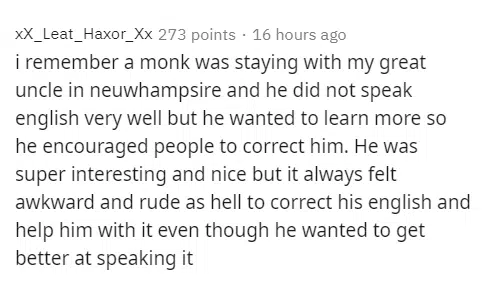 xX_Leat_Haxor_Xx 273 points · 16 hours ago
i remember a monk was staying with my great
uncle in neuwhampsire and he did not speak
english very well but he wanted to learn more so
he encouraged people to correct him. He was
super interesting and nice but it always felt
awkward and rude as hell to correct his english and
help him with it even though he wanted to get
better at speaking it